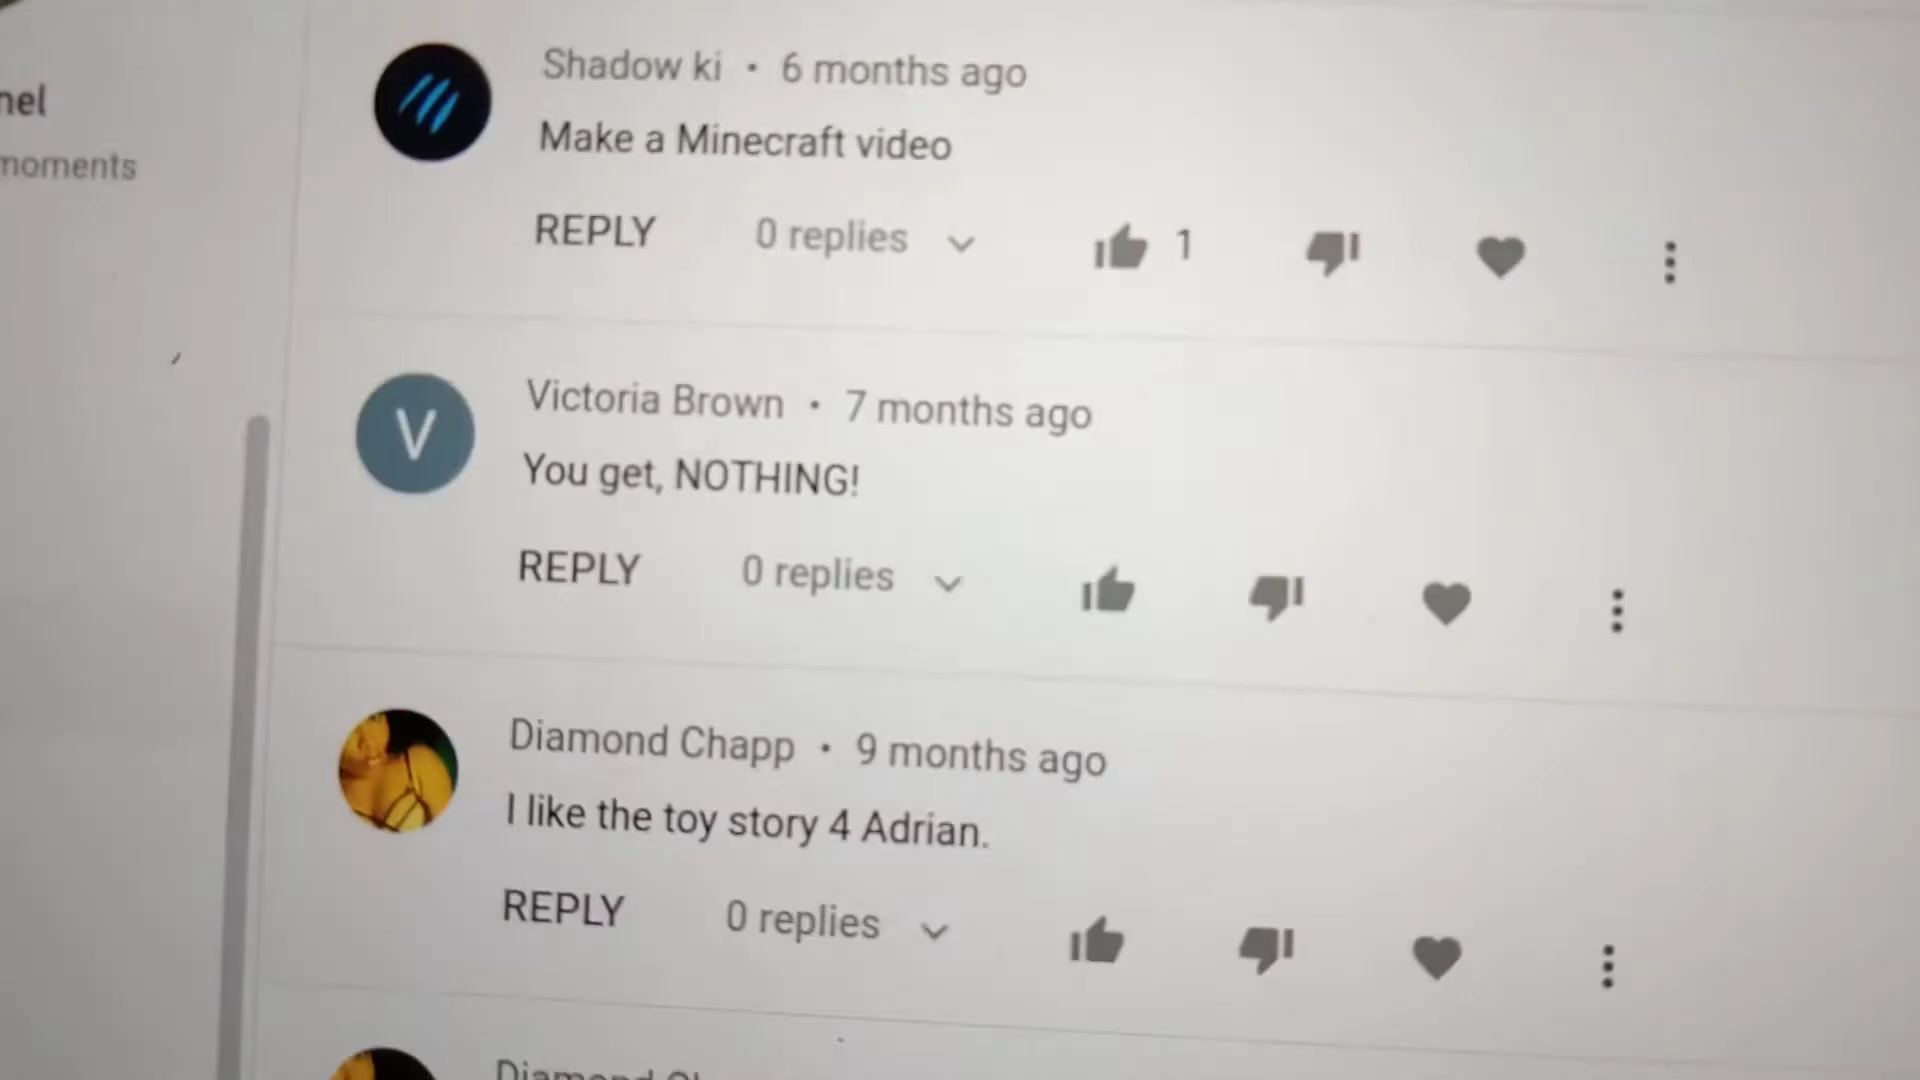 nel
moments
Shadow ki • 6 months ago
Make a Minecraft video
REPLY 0 replies 1
V
Victoria Brown • 7 months ago
You get, NOTHING!
REPLY 0 replies
Diamond Chapp • 9 months ago
I like the toy story 4 Adrian.
REPLY 0 replies
Diamond